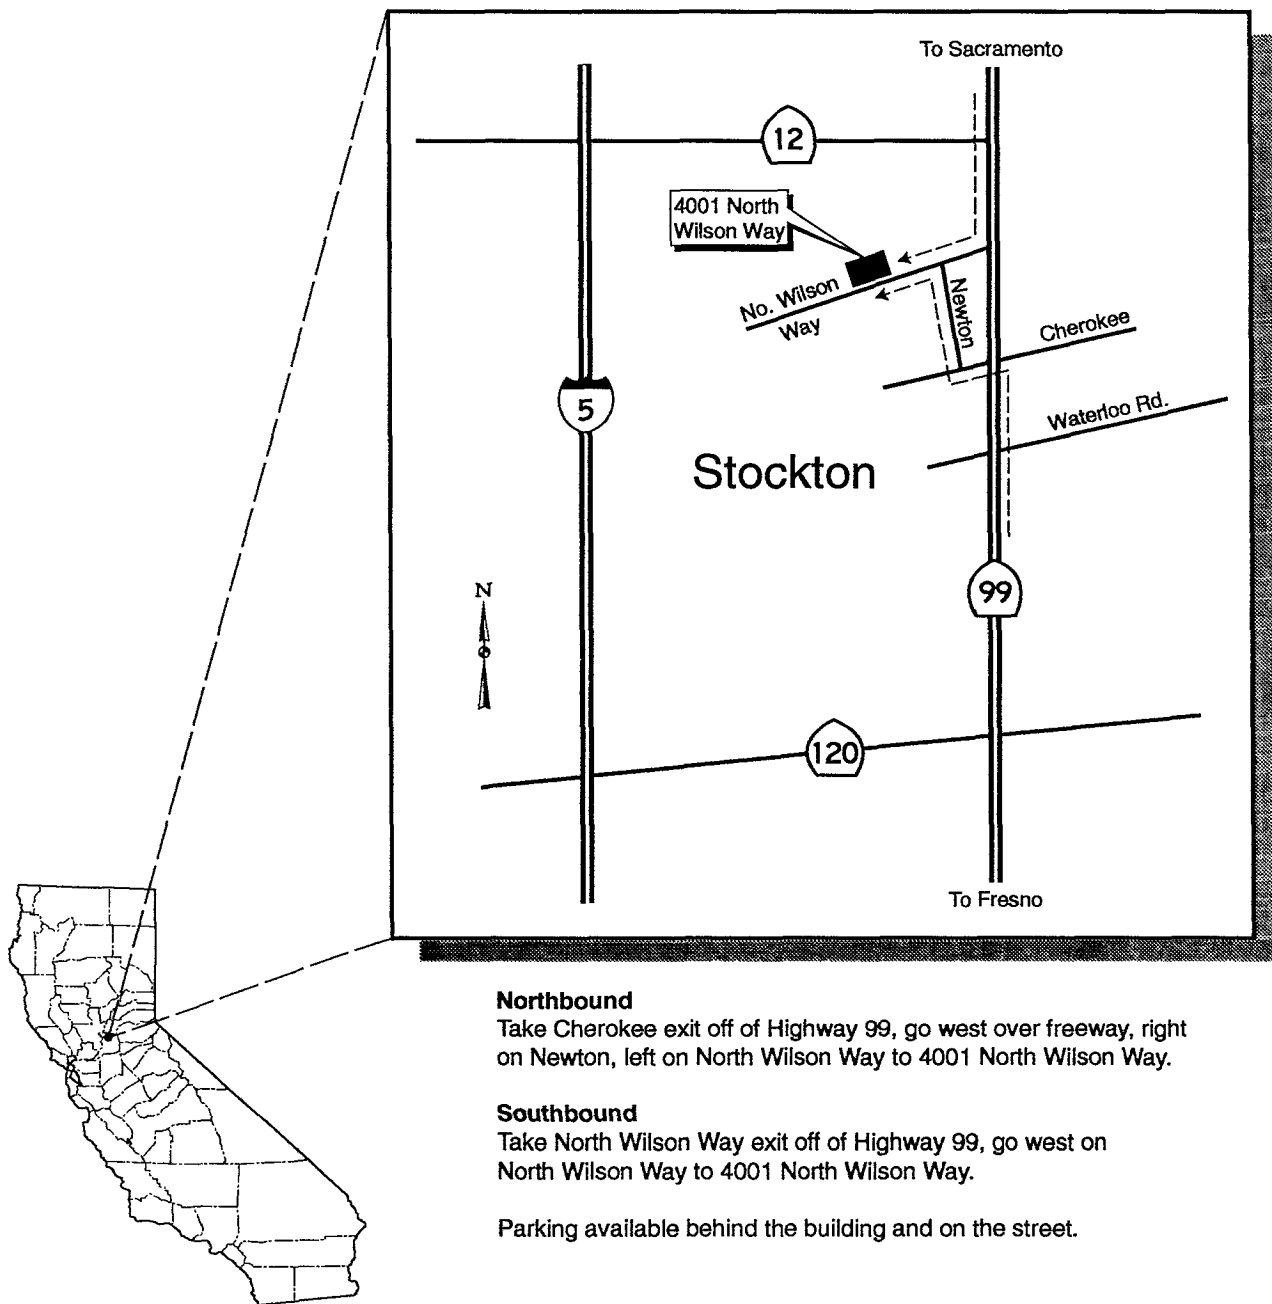 To Sacramento
12
4001 North
Wilson Way
No. Wilson
Way
Newton
Cherokee
5
Waterloo Rd.
Stockton
N
99
120
To Fresno
Northbound
Take Cherokee exit off of Highway 99, go west over freeway, right
on Newton, left on North Wilson Way to 4001 North Wilson Way.
Southbound
Take North Wilson Way exit off of Highway 99, go west on
North Wilson Way to 4001 North Wilson Way.
Parking available behind the building and on the street.